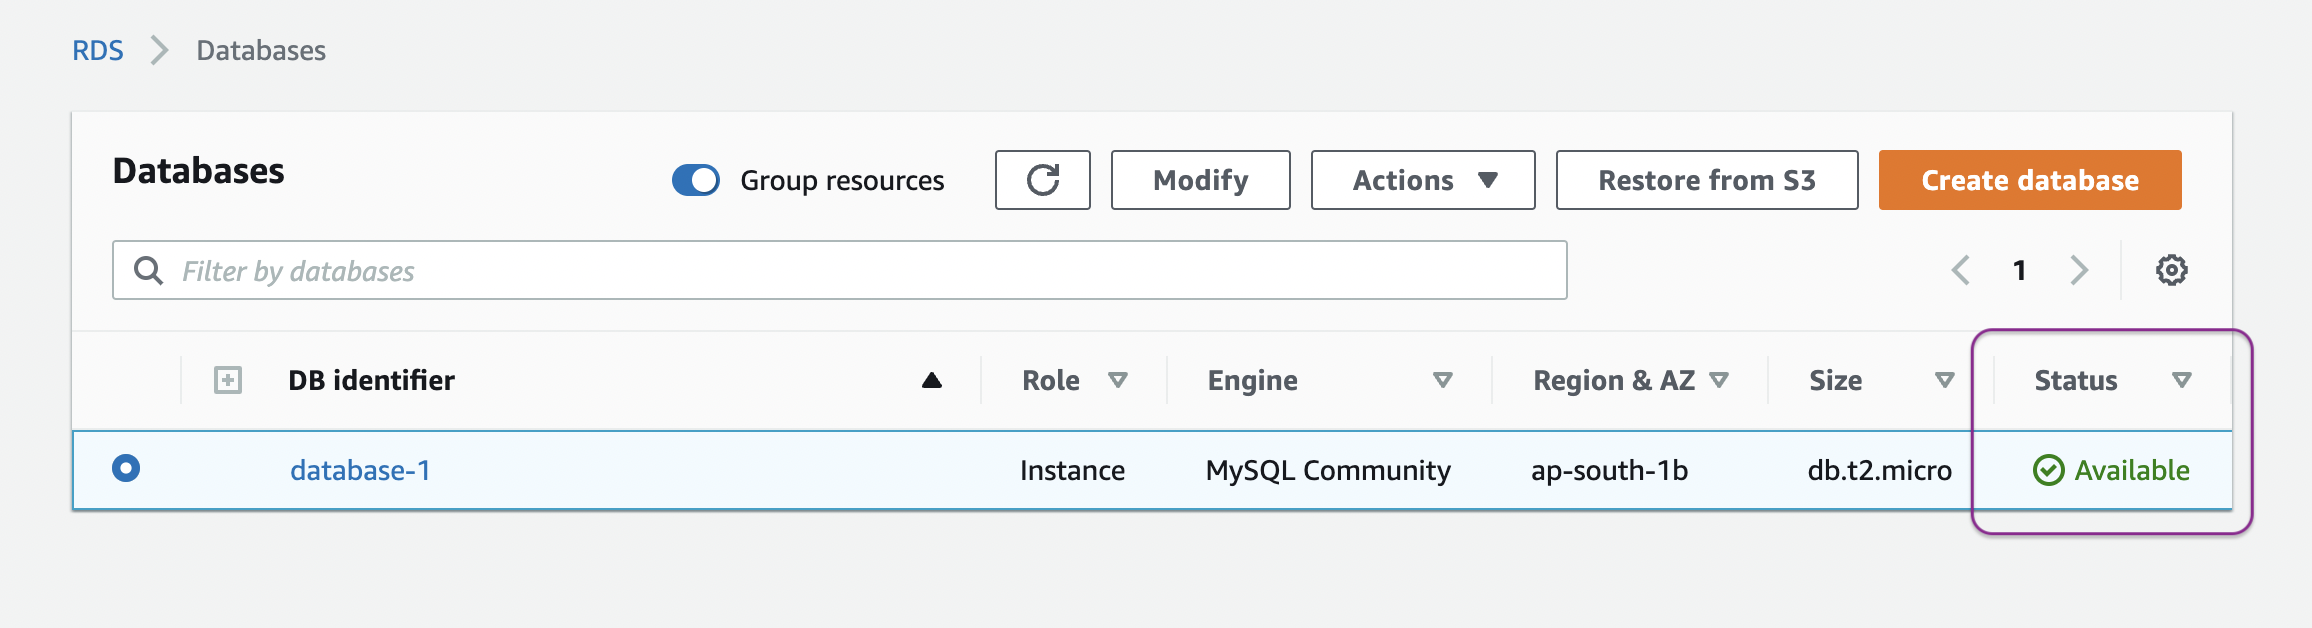 RDS > Databases
Databases Group resources Modify Actions Restore from S3 Create database
Filter by databases 1
DB identifier Role Engine Region & AZ Size Status
database-1 Instance MySQL Community ap-south-1b db.t2.micro Available